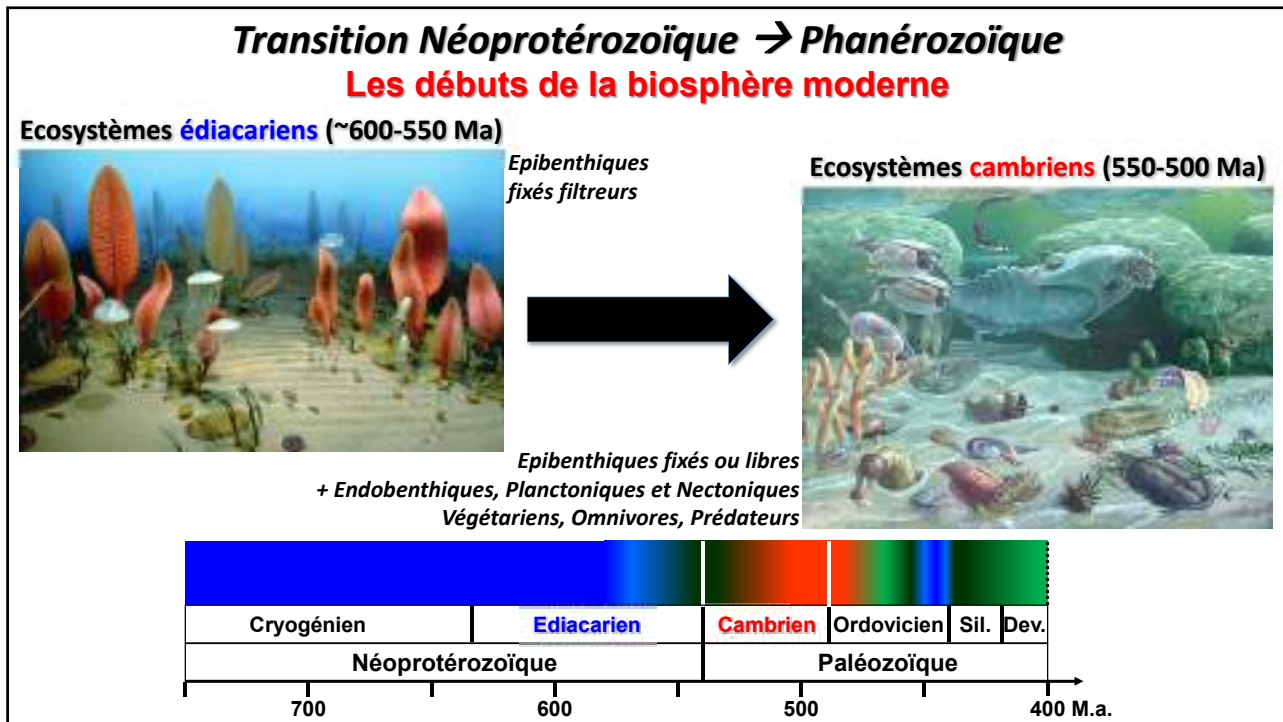 Transition Néoprotérozoïque → Phanérozoïque
Les débuts de la biosphère moderne
Ecosystèmes édiacariens (~600-550 Ma)
Epibenthiques
fixés filtreurs
Ecosystèmes cambriens (550-500 Ma)
Epibenthiques fixés ou libres
+ Endobenthiques, Planctoniques et Nectoniques
Végétariens, Omnivores, Prédateurs
Cryogénien Ediacarien Cambrien Ordovicien Sil. Dev.
Néoprotérozoïque Paléozoïque
700 600 500 400 M.a.